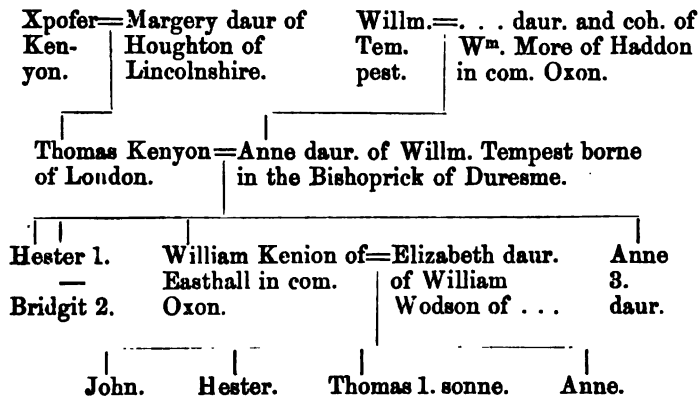 Xpofer=Margery daur Willm.=. . . daur. and coh. of
Ken- Houghton of Tem. Wm. More of Haddon
yon. Lincolnshire. pest. in com. Oxon.
Thomas Kenyon=Anne daur. of Willm. Tempest borne
of London. in the Bishoprick of Duresme.
Hester 1. William Kenion of=Elizabeth daur. Anne
— Easthall in com. of William 3.
Bridgit 2. Oxon. Wodson of . . . daur.
John. Hester. Thomas 1. sonne. Anne.